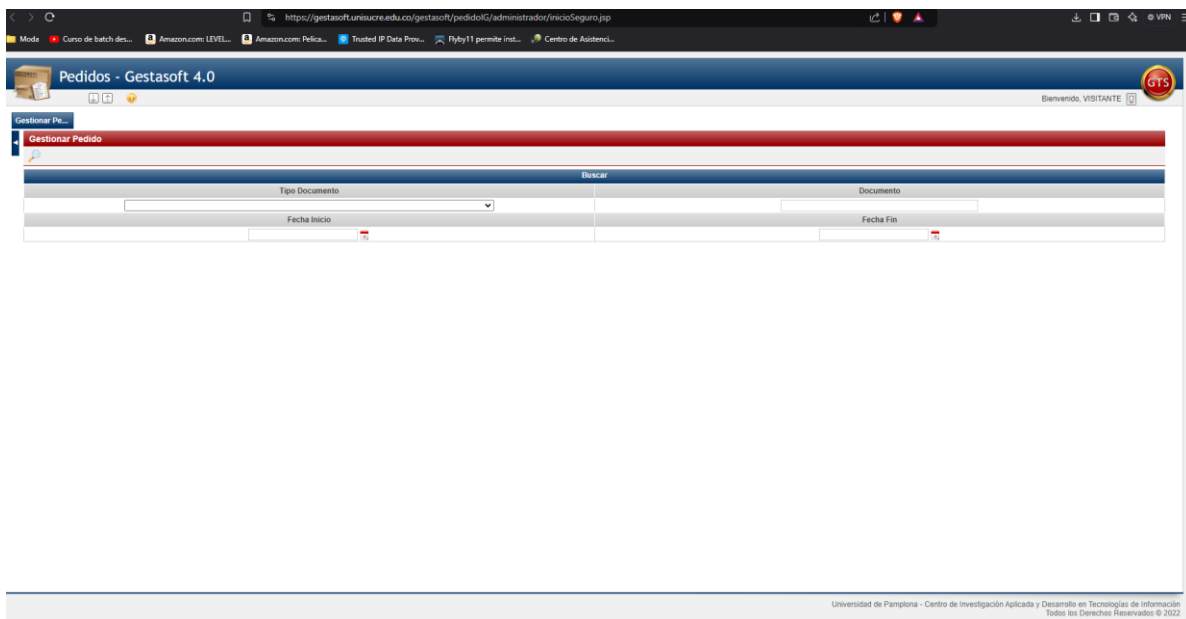 https://gestasoft.unisucre.edu.co/gestasoft/pedidoIG/administrador/inicioSeguro.jsp VPN
Moda Curso de batch des... Amazon.com: LEVEL... Amazon.com: Pelica... Trusted IP Data Prov... Flyby11 permite inst... Centro de Asistenci...
Pedidos - Gestasoft 4.0
GTS
Bienvenido, VISITANTE
Gestionar Pe...
Gestionar Pedido
Buscar
Tipo Documento Documento
Fecha Inicio Fecha Fin
Universidad de Pamplona - Centro de Investigación Aplicada y Desarrollo en Tecnologías de Información
Todos los Derechos Reservados © 2022